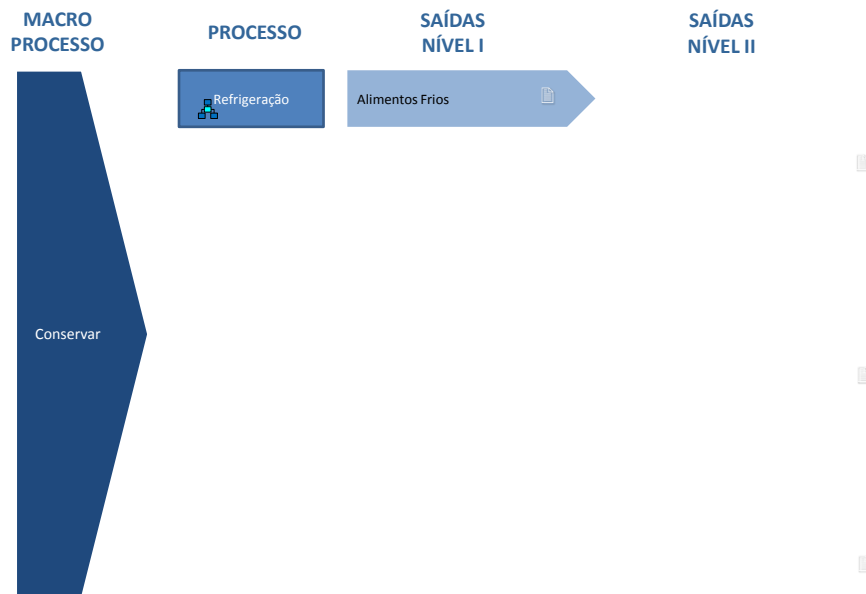 MACRO
PROCESSO
PROCESSO
SAÍDAS
NÍVEL I
SAÍDAS
NÍVEL II
Refrigeração
Alimentos Frios
Conservar